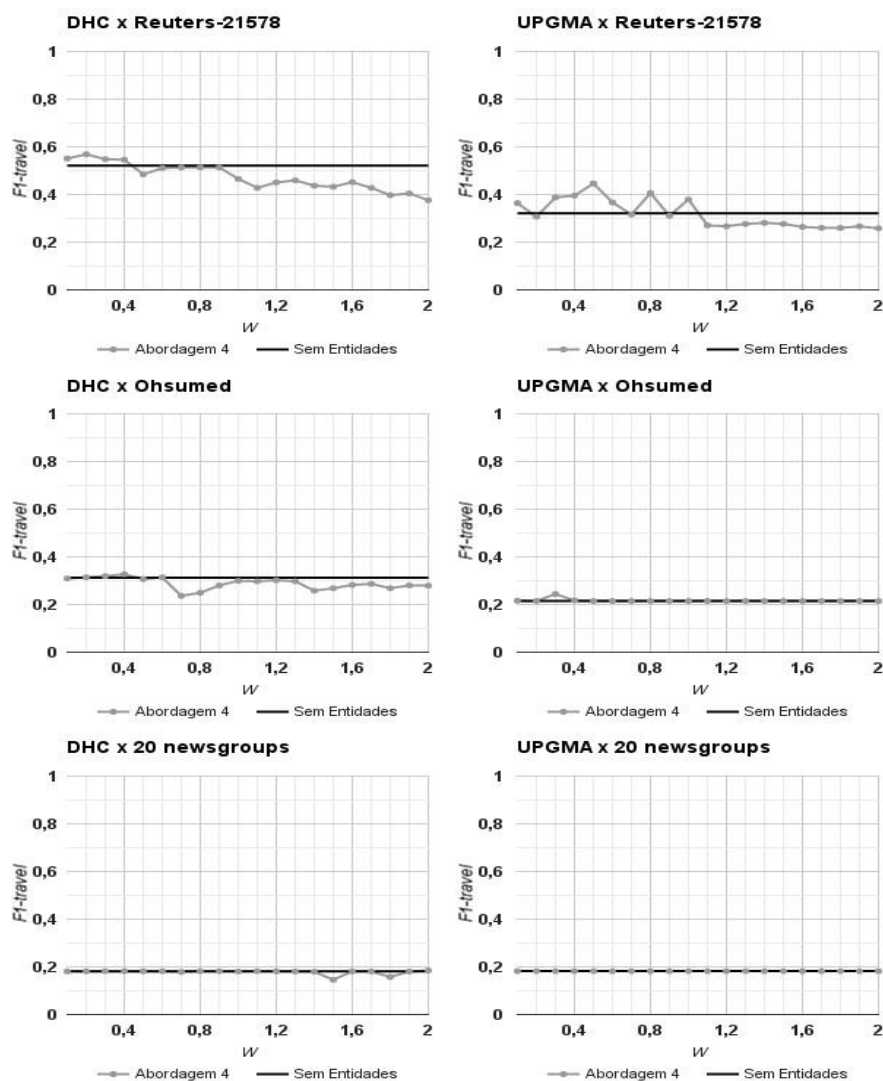 DHC x Reuters-21578
1
0,8
0,6
0,4
0,2
0
F1-travel
0,4 0,8 1,2 1,6 2
W
Abordagem 4 Sem Entidades
UPGMA x Reuters-21578
1
0,8
0,6
0,4
0,2
0
F1-travel
0,4 0,8 1,2 1,6 2
W
Abordagem 4 Sem Entidades
DHC x Ohsumed
1
0,8
0,6
0,4
0,2
0
F1-travel
0,4 0,8 1,2 1,6 2
W
Abordagem 4 Sem Entidades
UPGMA x Ohsumed
1
0,8
0,6
0,4
0,2
0
F1-travel
0,4 0,8 1,2 1,6 2
W
Abordagem 4 Sem Entidades
DHC x 20 newsgroups
1
0,8
0,6
0,4
0,2
0
F1-travel
0,4 0,8 1,2 1,6 2
W
Abordagem 4 Sem Entidades
UPGMA x 20 newsgroups
1
0,8
0,6
0,4
0,2
0
F1-travel
0,4 0,8 1,2 1,6 2
W
Abordagem 4 Sem Entidades